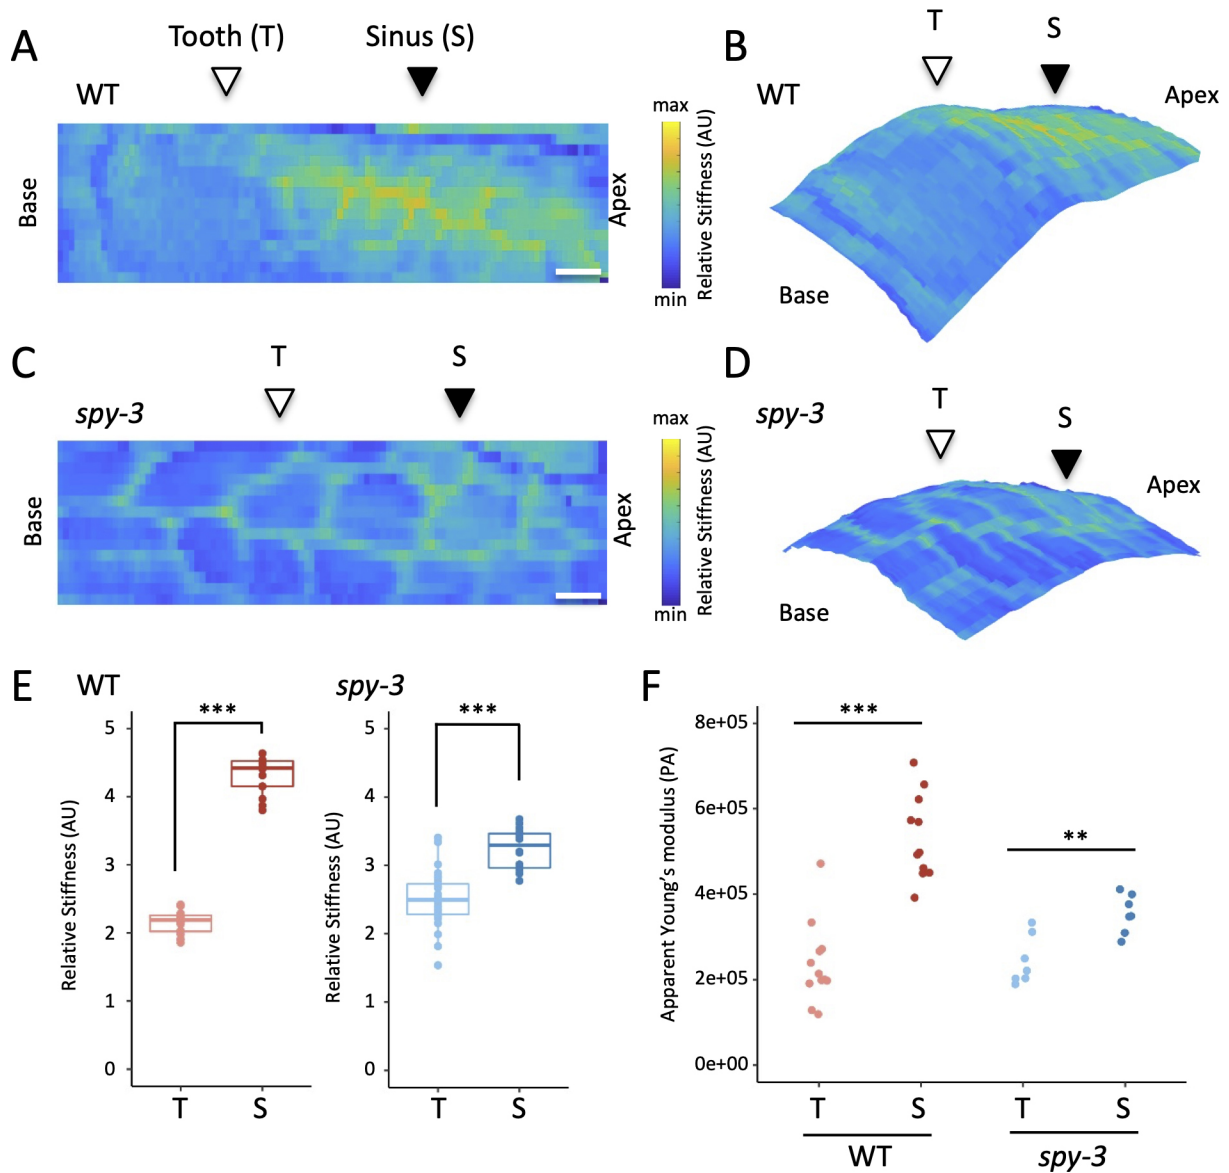 A
Tooth (T)
Sinus (S)
WT
Base
Apex
max
Relative Stiffness (AU)
min
B
T
S
WT
Apex
Base
C
T
S
spy-3
Base
Apex
max
Relative Stiffness (AU)
min
D
T
S
spy-3
Apex
Base
E
WT
***
Relative Stiffness (AU)
5
4
3
2
1
0
T
S
spy-3
***
Relative Stiffness (AU)
5
4
3
2
1
0
T
S
F
Apparent Young's modulus (PA)
8e+05
6e+05
4e+05
2e+05
0e+00
***
**
T
S
T
S
WT
spy-3